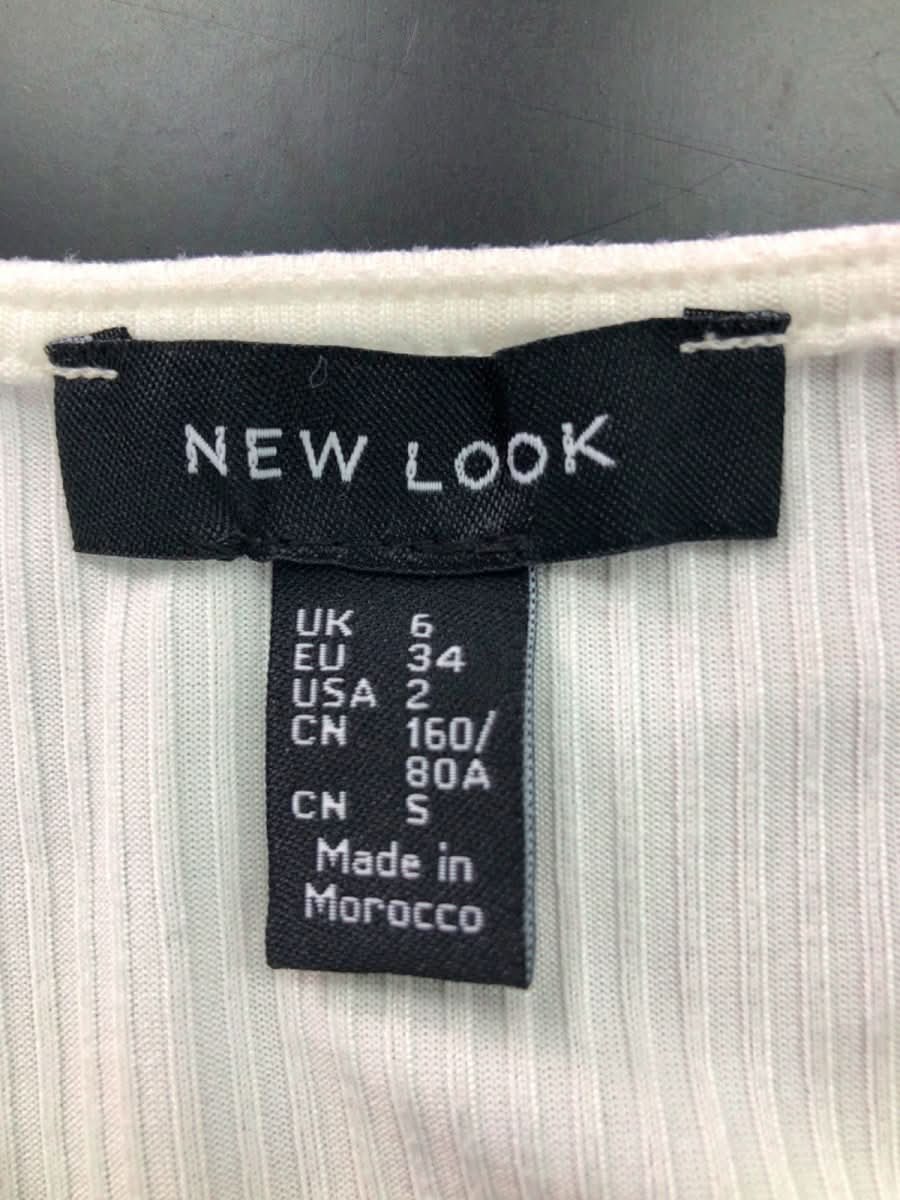 NEW LOOK
UK 6
EU 34
USA 2
CN 160/
80A
CN S
Made in
Morocco